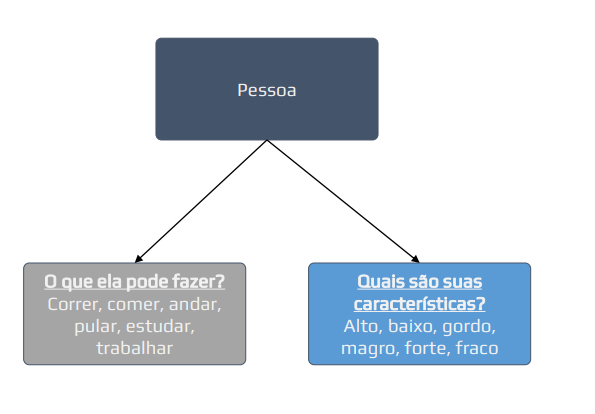 Pessoa
O que ela pode fazer?
Correr, comer, andar,
pular, estudar,
trabalhar
Quais são suas
características?
Alto, baixo, gordo,
magro, forte, fraco